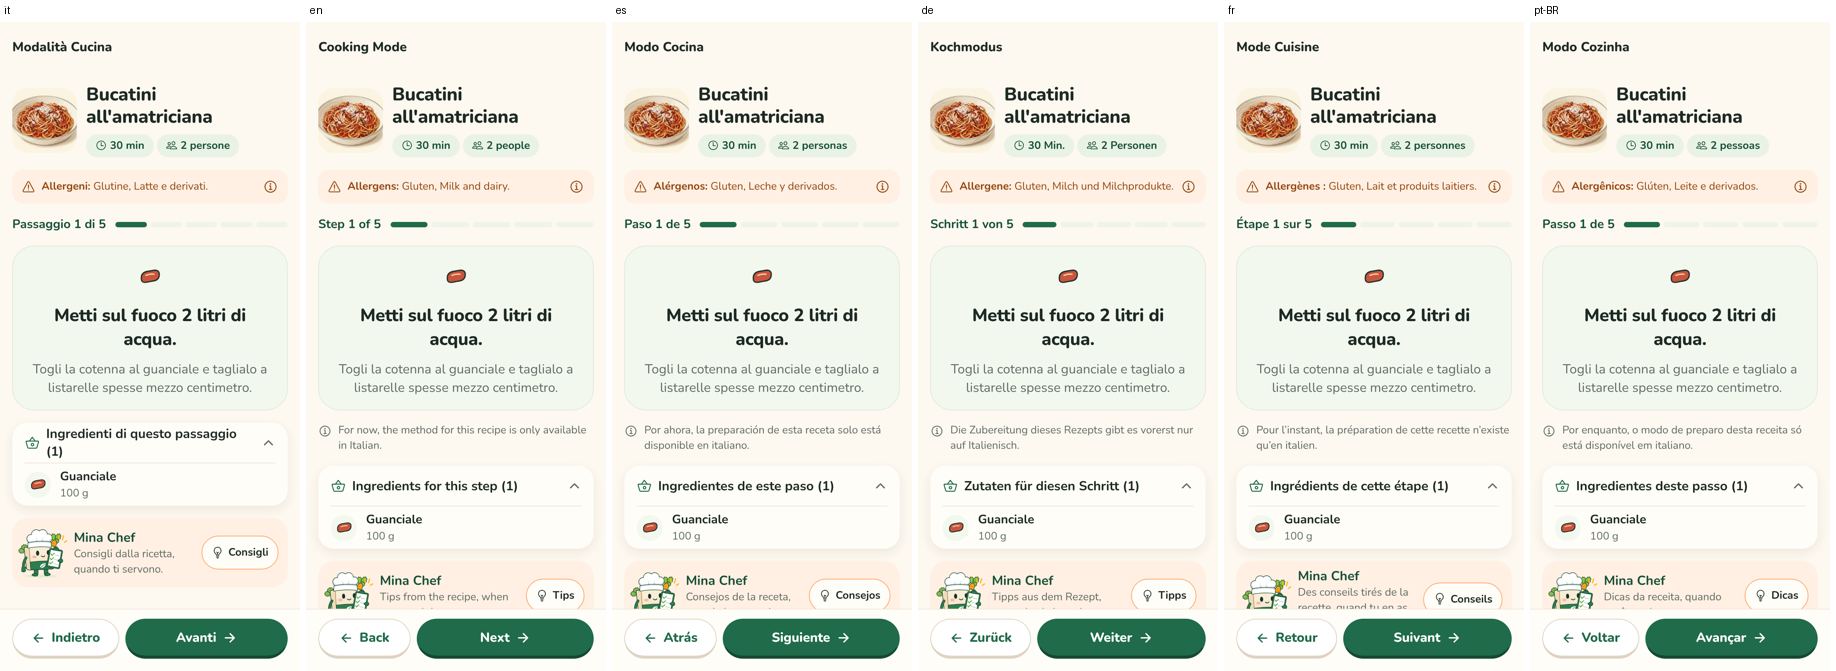 it
Modalità Cucina
Bucatini
all'amatriciana
30 min
2 persone
Allergeni: Glutine, Latte e derivati.
Passaggio 1 di 5
Metti sul fuoco 2 litri di
acqua.
Togli la cotenna al guanciale e taglialo a
listarelle spesse mezzo centimetro.
Ingredienti di questo passaggio
(1)
Guanciale
100 g
Mina Chef
Consigli dalla ricetta,
quando ti servono.
Consigli
← Indietro
Avanti →
en
Cooking Mode
Bucatini
all'amatriciana
30 min
2 people
Allergens: Gluten, Milk and dairy.
Step 1 of 5
Metti sul fuoco 2 litri di
acqua.
Togli la cotenna al guanciale e taglialo a
listarelle spesse mezzo centimetro.
For now, the method for this recipe is only available
in Italian.
Ingredients for this step (1)
Guanciale
100 g
Mina Chef
Tips from the recipe, when
Tips
← Back
Next →
es
Modo Cocina
Bucatini
all'amatriciana
30 min
2 personas
Alérgenos: Gluten, Leche y derivados.
Paso 1 de 5
Metti sul fuoco 2 litri di
acqua.
Togli la cotenna al guanciale e taglialo a
listarelle spesse mezzo centimetro.
Por ahora, la preparación de esta receta solo está
disponible en italiano.
Ingredientes de este paso (1)
Guanciale
100 g
Mina Chef
Consejos de la receta,
Consejos
← Atrás
Siguiente →
de
Kochmodus
Bucatini
all'amatriciana
30 Min.
2 Personen
Allergene: Gluten, Milch und Milchprodukte.
Schritt 1 von 5
Metti sul fuoco 2 litri di
acqua.
Togli la cotenna al guanciale e taglialo a
listarelle spesse mezzo centimetro.
Die Zubereitung dieses Rezepts gibt es vorerst nur
auf Italienisch.
Zutaten für diesen Schritt (1)
Guanciale
100 g
Mina Chef
Tipps aus dem Rezept,
Tipps
← Zurück
Weiter →
fr
Mode Cuisine
Bucatini
all'amatriciana
30 min
2 personnes
Allergènes : Gluten, Lait et produits laitiers.
Étape 1 sur 5
Metti sul fuoco 2 litri di
acqua.
Togli la cotenna al guanciale e taglialo a
listarelle spesse mezzo centimetro.
Pour l'instant, la préparation de cette recette n'existe
qu'en italien.
Ingrédients de cette étape (1)
Guanciale
100 g
Mina Chef
Des conseils tirés de la
recette, quand tu en as
Conseils
← Retour
Suivant →
pt-BR
Modo Cozinha
Bucatini
all'amatriciana
30 min
2 pessoas
Alergênicos: Glúten, Leite e derivados.
Passo 1 de 5
Metti sul fuoco 2 litri di
acqua.
Togli la cotenna al guanciale e taglialo a
listarelle spesse mezzo centimetro.
Por enquanto, o modo de preparo desta receita só
está disponível em italiano.
Ingredientes deste passo (1)
Guanciale
100 g
Mina Chef
Dicas da receita, quando
Dicas
← Voltar
Avançar →